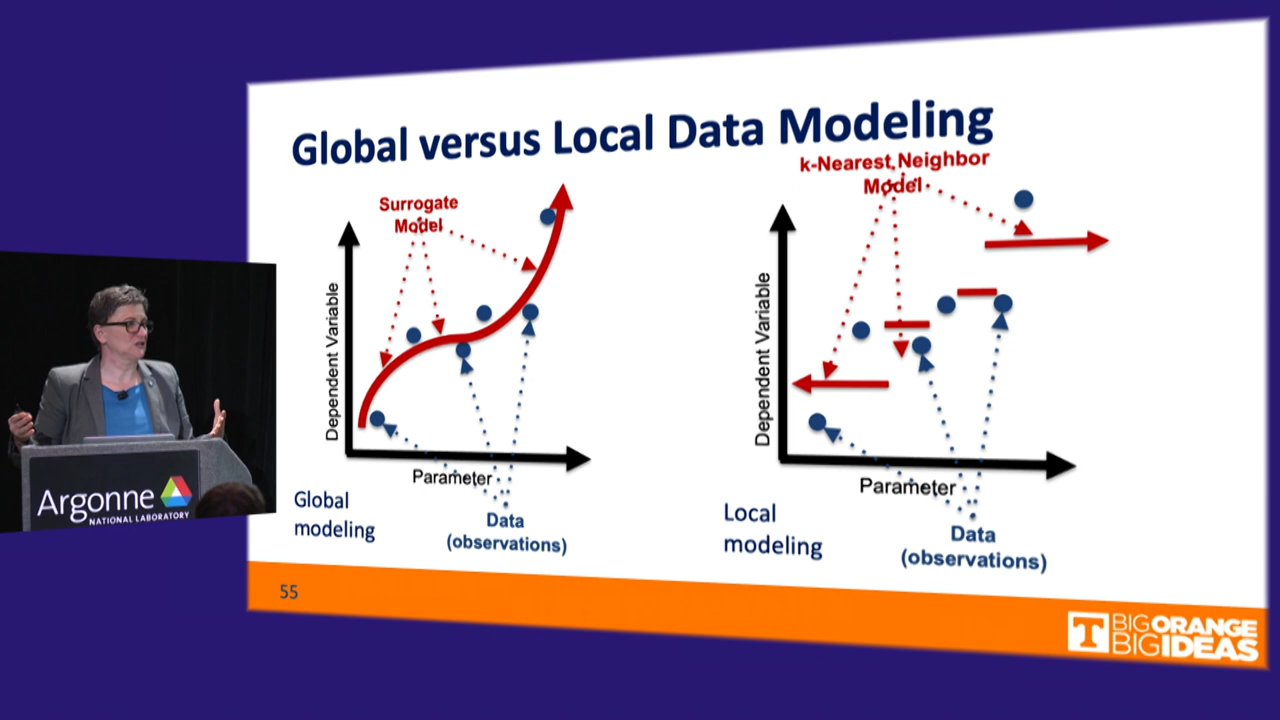 Global versus Local Data Modeling
Surrogate
Model
Dependent Variable
Parameter
Global
modeling
Data
(observations)
k-Nearest Neighbor
Model
Dependent Variable
Parameter
Local
modeling
Data
(observations)
55
BIG ORANGE
BIG IDEAS
T
Argonne
NATIONAL LABORATORY